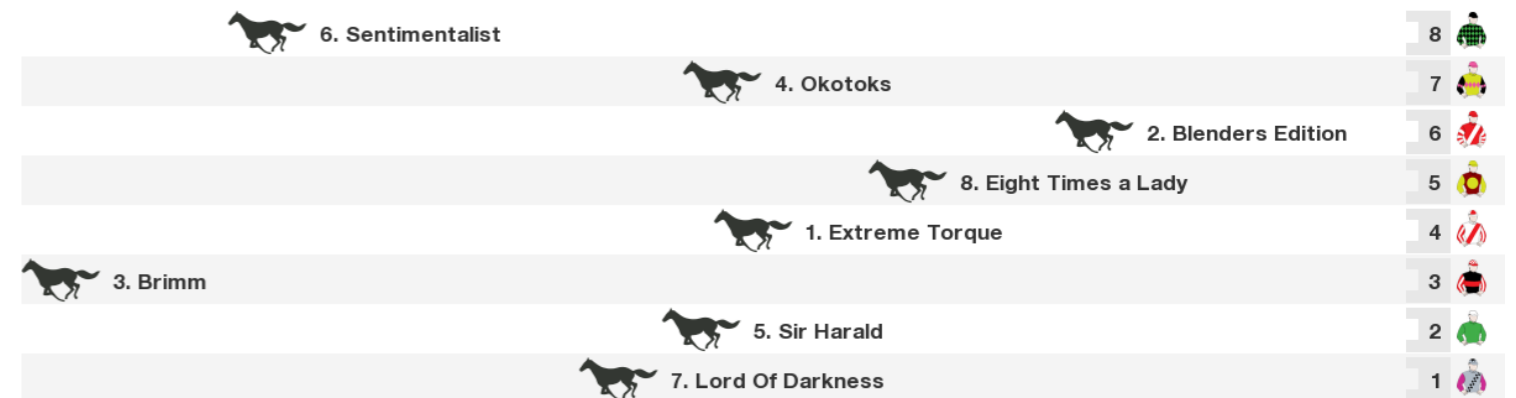 6. Sentimentalist 8
4. Okotoks 7
2. Blenders Edition 6
8. Eight Times a Lady 5
1. Extreme Torque 4
3. Brimm 3
5. Sir Harald 2
7. Lord Of Darkness 1